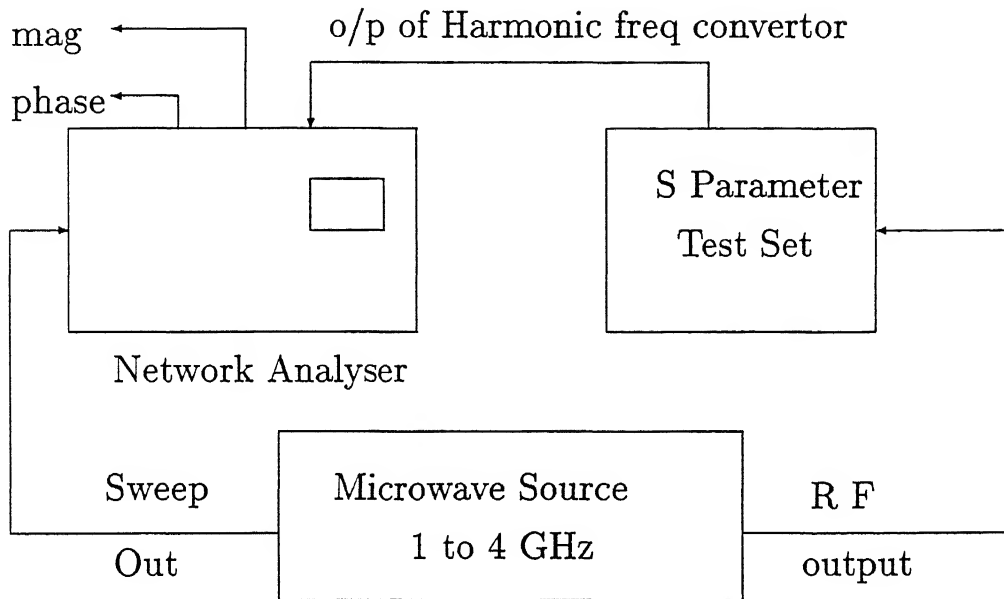 mag
o/p of Harmonic freq convertor
phase
S Parameter
Test Set
Network Analyser
Sweep
Out
Microwave Source
1 to 4 GHz
R F
output